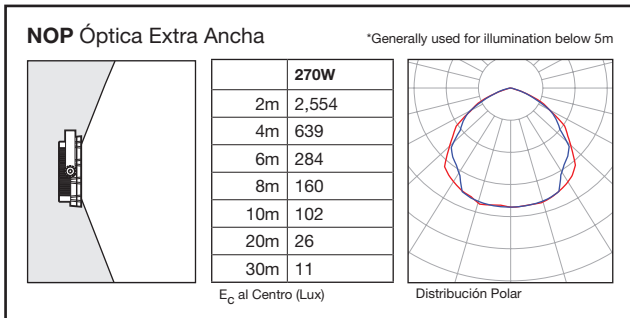 NOP Óptica Extra Ancha
*Generally used for illumination below 5m
270W
2m 2,554
4m 639
6m 284
8m 160
10m 102
20m 26
30m 11
EC al Centro (Lux)
Distribución Polar